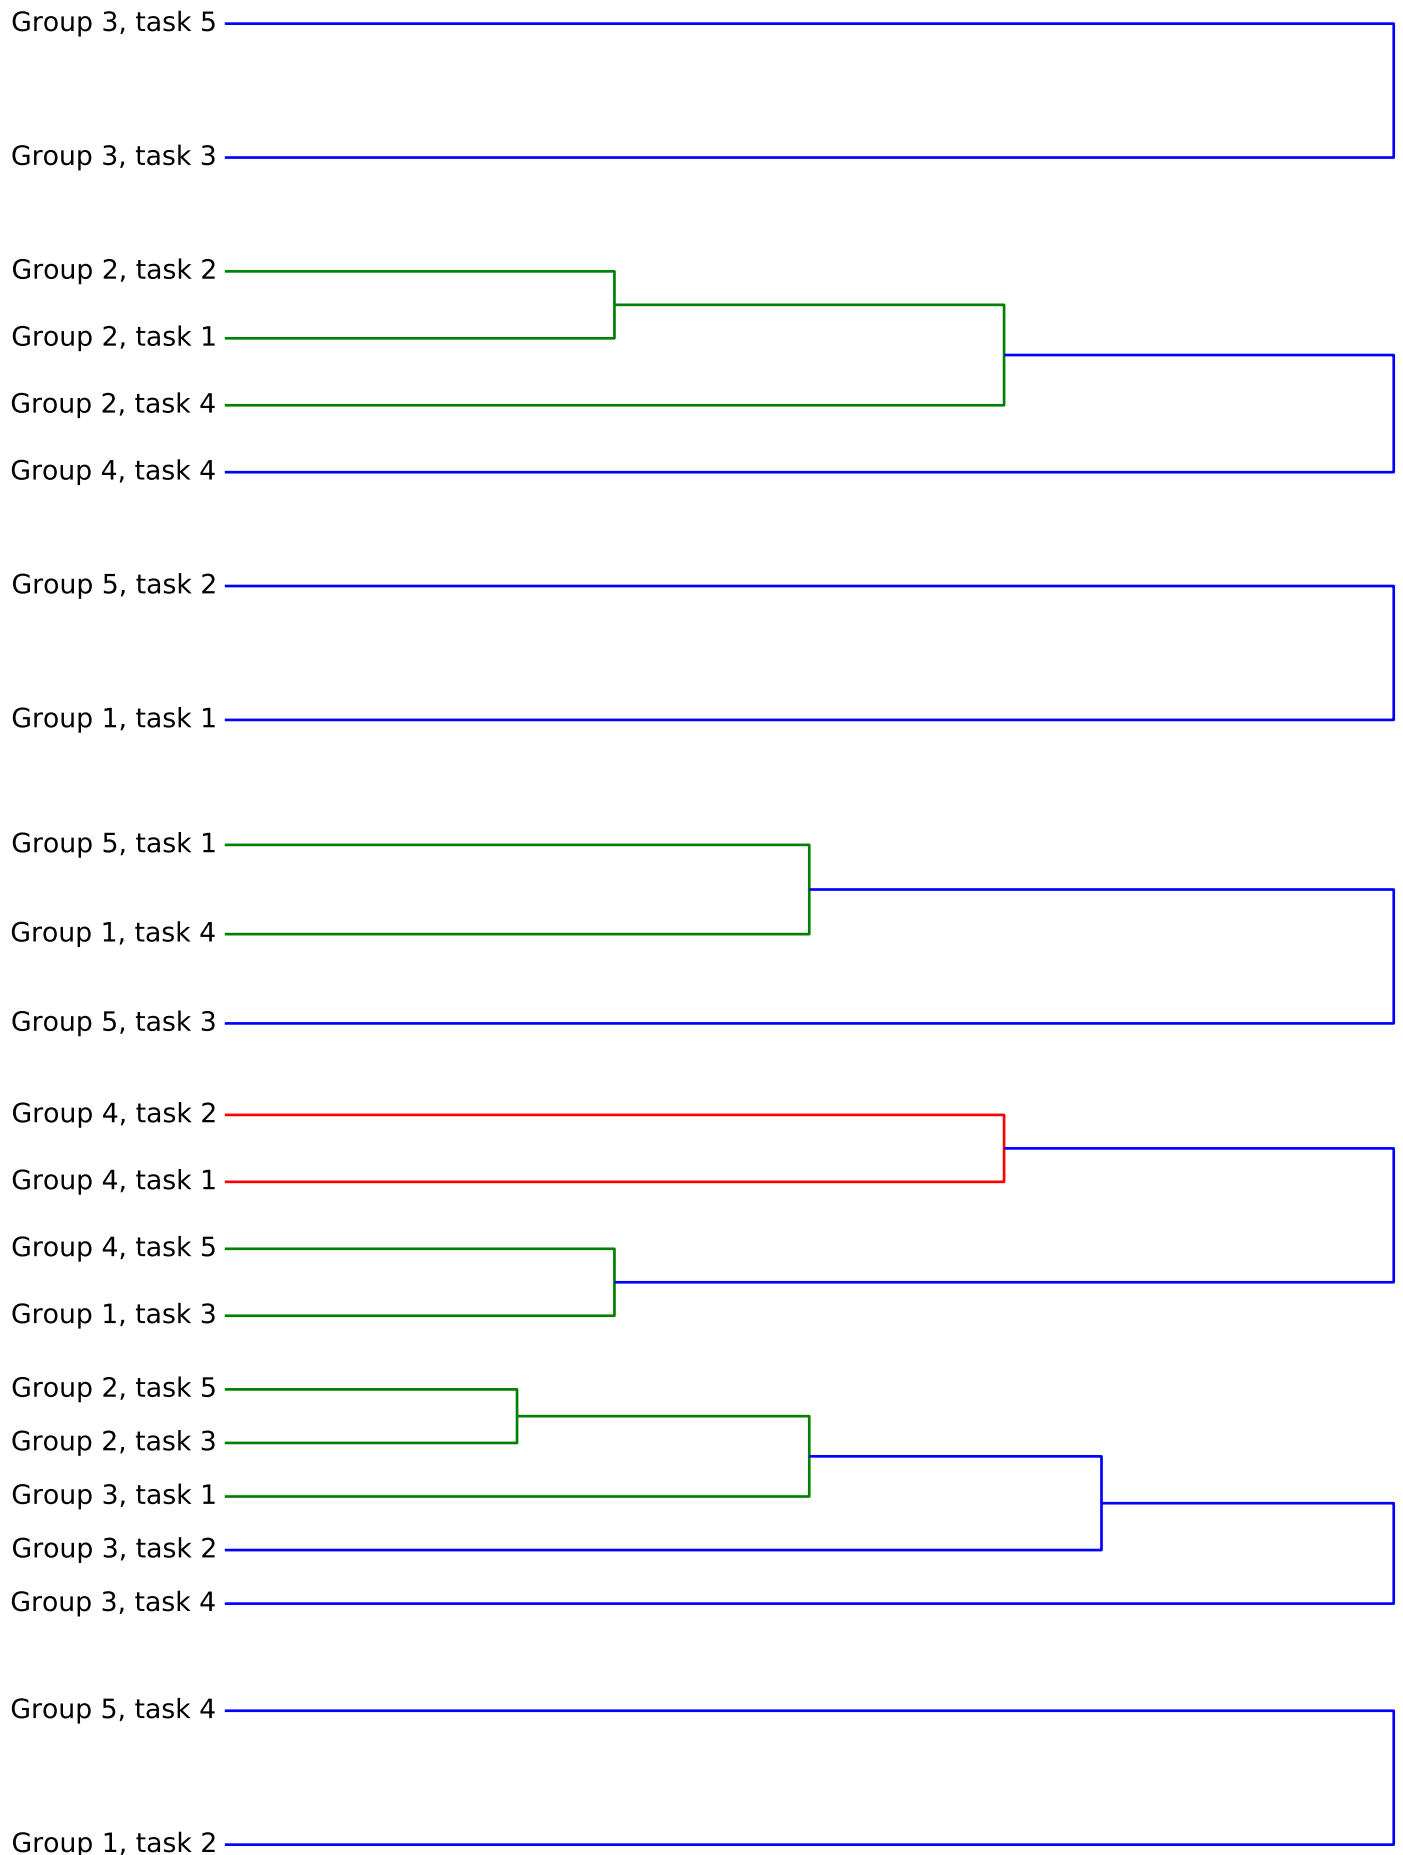 Group 3, task 5
Group 3, task 3
Group 2, task 2
Group 2, task 1
Group 2, task 4
Group 4, task 4
Group 5, task 2
Group 1, task 1
Group 5, task 1
Group 1, task 4
Group 5, task 3
Group 4, task 2
Group 4, task 1
Group 4, task 5
Group 1, task 3
Group 2, task 5
Group 2, task 3
Group 3, task 1
Group 3, task 2
Group 3, task 4
Group 5, task 4
Group 1, task 2